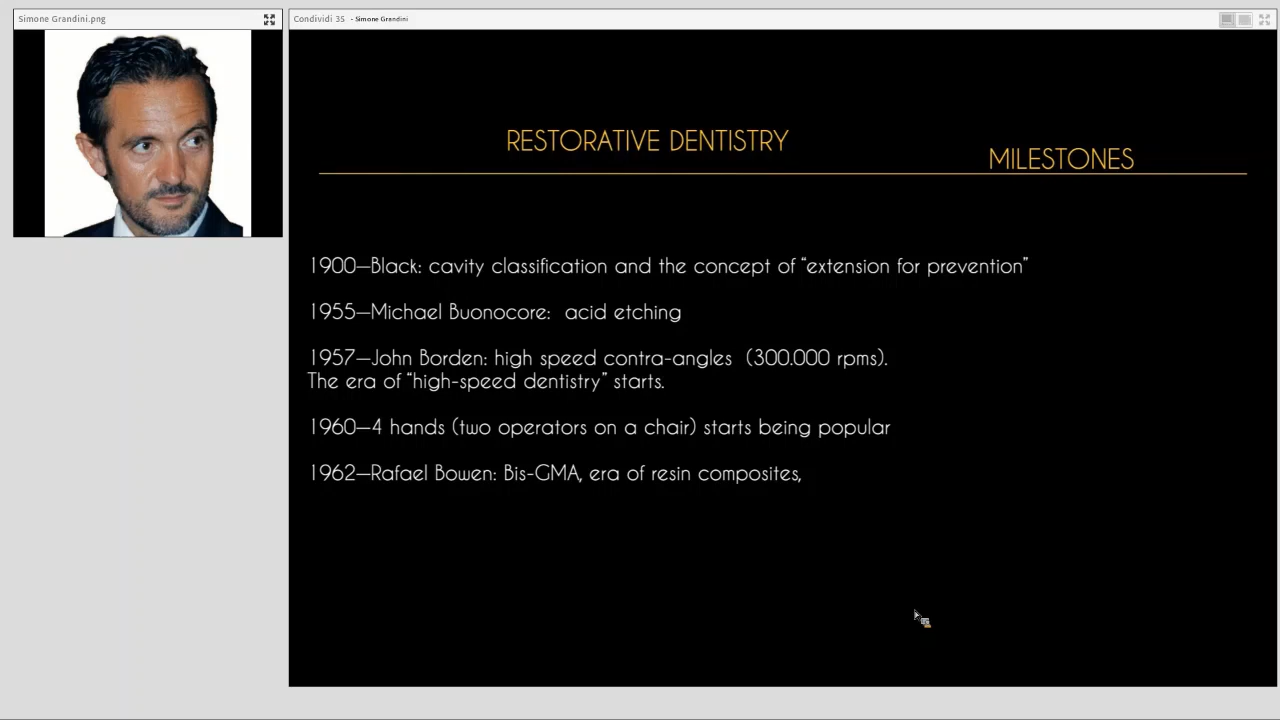 Simone Grandini.png
Condividi 35 - Simone Grandini
RESTORATIVE DENTISTRY
MILESTONES
1900—Black: cavity classification and the concept of “extension for prevention”
1955—Michael Buonocore: acid etching
1957—John Borden: high speed contra-angles (300.000 rpms).
The era of “high-speed dentistry” starts.
1960—4 hands (two operators on a chair) starts being popular
1962—Rafael Bowen: Bis-GMA, era of resin composites,